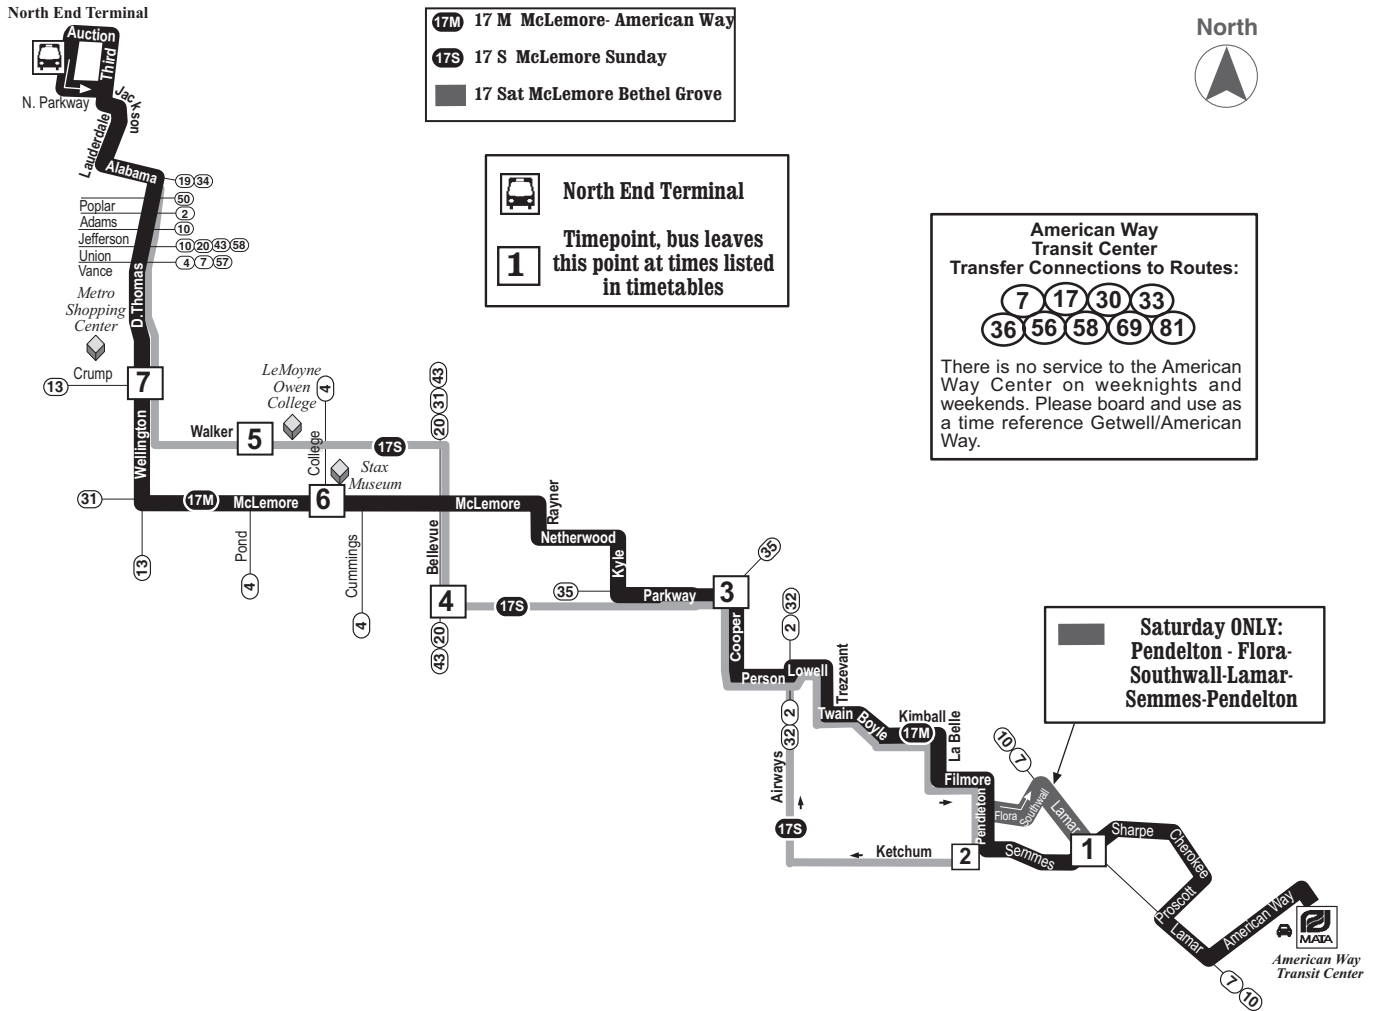 North End Terminal
Auction
Third
N. Parkway
Jackson
Lauderdale
Alabama
19 34
50
Poplar
2
Adams
10
Jefferson
10 20 43 58
Union
4 7 57
Vance
D.Thomas
Metro
Shopping
Center
Crump
13
7
17M 17 M McLemore- American Way
17S 17 S McLemore Sunday
17 Sat McLemore Bethel Grove
North
North End Terminal
1
Timepoint, bus leaves
this point at times listed
in timetables
American Way
Transit Center
Transfer Connections to Routes:
7 17 30 33
36 56 58 69 81
There is no service to the American
Way Center on weeknights and
weekends. Please board and use as
a time reference Getwell/American
Way.
LeMoyne
Owen
College
4
20 31 43
Walker
5
17S
College
Wellington
Stax
Museum
31
17M
McLemore
6
McLemore
Rayner
13
Pond
4
Cummings
4
Bellevue
Netherwood
Kyle
35
Parkway
3
35
4
17S
43 20
Cooper
2 32
Person
Lowell
Trezevant
32 2
Twain
Boyle
Kimball
17M
La Belle
Airways
Filmore
Pendleton
17S
Ketchum
2
Semmes
10 7
Flora
Southwall
Lamar
1
Saturday ONLY:
Pendelton - Flora-
Southwall-Lamar-
Semmes-Pendelton
Sharpe
Cherokee
Proscott
Lamar
American Way
7 10
MATA
American Way
Transit Center